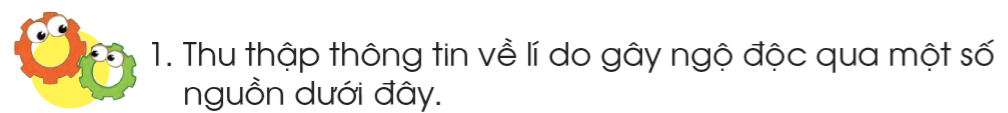 1. Thu thập thông tin về lí do gây ngộ độc qua một số
nguồn dưới đây.